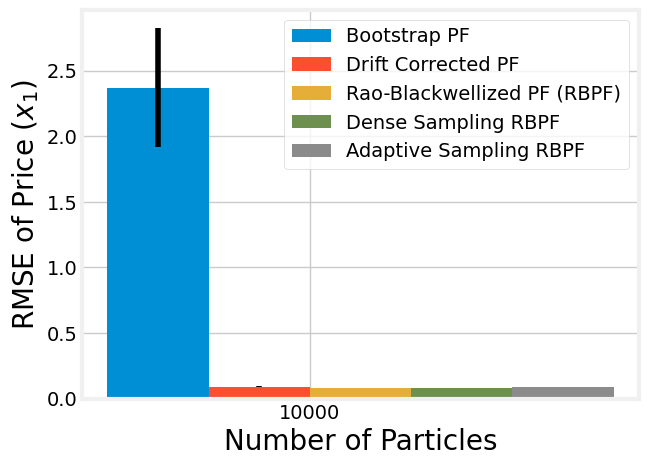 Bootstrap PF
Drift Corrected PF
Rao-Blackwellized PF (RBPF)
Dense Sampling RBPF
Adaptive Sampling RBPF
RMSE of Price (x₁)
2.5
2.0
1.5
1.0
0.5
0.0
10000
Number of Particles